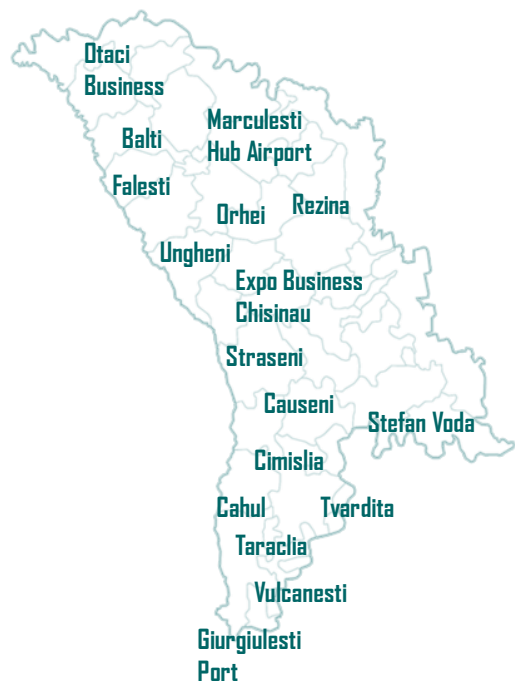 Otaci
Business
Marculesti
Hub Airport
Balti
Falesti
Rezina
Orhei
Ungheni
Expo Business
Chisinau
Straseni
Causeni
Stefan Voda
Cimislia
Cahul
Tvardita
Taraclia
Vulcanesti
Giurgiulesti
Port